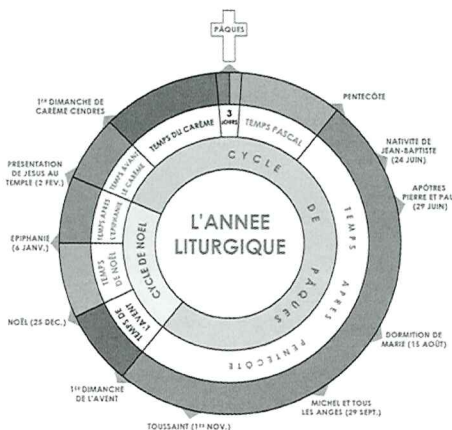 PÂQUES
PENTECÔTE
NATIVITÉ DE
JEAN-BAPTISTE
(24 JUIN)
APÔTRES
PIERRE ET PAU
(29 JUIN)
DORMITION DE
MARIE (15 AOÛT)
MICHEL ET TOUS
LES ANGES (29 SEPT.)
TOUSSAINT (1ER NOV.)
1ER DIMANCHE
DE L'AVENT
NOËL (25 DEC.)
EPIPHANIE
(6 JANV.)
PRESENTATION
DE JESUS AU
TEMPLE (2 FEV.)
1ER DIMANCHE DE
CARÊME CENDRES
TEMPS DU CARÊME
3
JOURS
TEMPS PASCAL
TEMPS APRES PENTECÔTE
TEMPS DE
L'AVENT
TEMPS
DE NOËL
TEMPS APRES
L'EPIPHANIE
TEMPS AVANT
LE CARÊME
CYCLE DE PÂQUES
CYCLE DE NOËL
L'ANNEE
LITURGIQUE